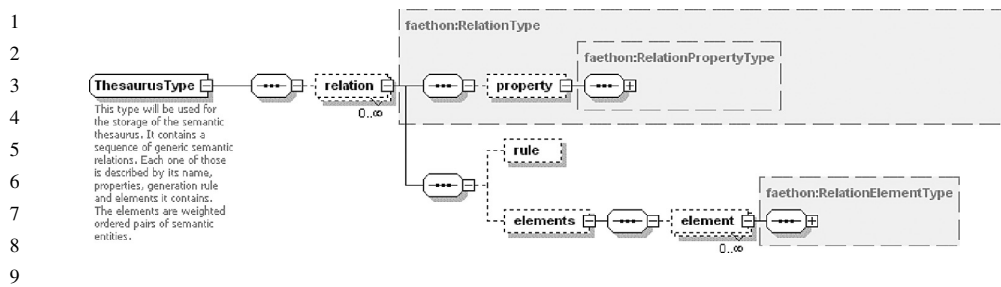 1
faethon:RelationType
2
faethon:RelationPropertyType
3
ThesaurusType
relation
property
0..∞
4
This type will be used for
the storage of the semantic
thesaurus. It contains a
sequence of generic semantic
relations. Each one of those
is described by its name,
properties, generation rule
and elements it contains.
The elements are weighted
ordered pairs of semantic
entities.
5
rule
6
faethon:RelationElementType
7
elements
element
0..∞
8
9